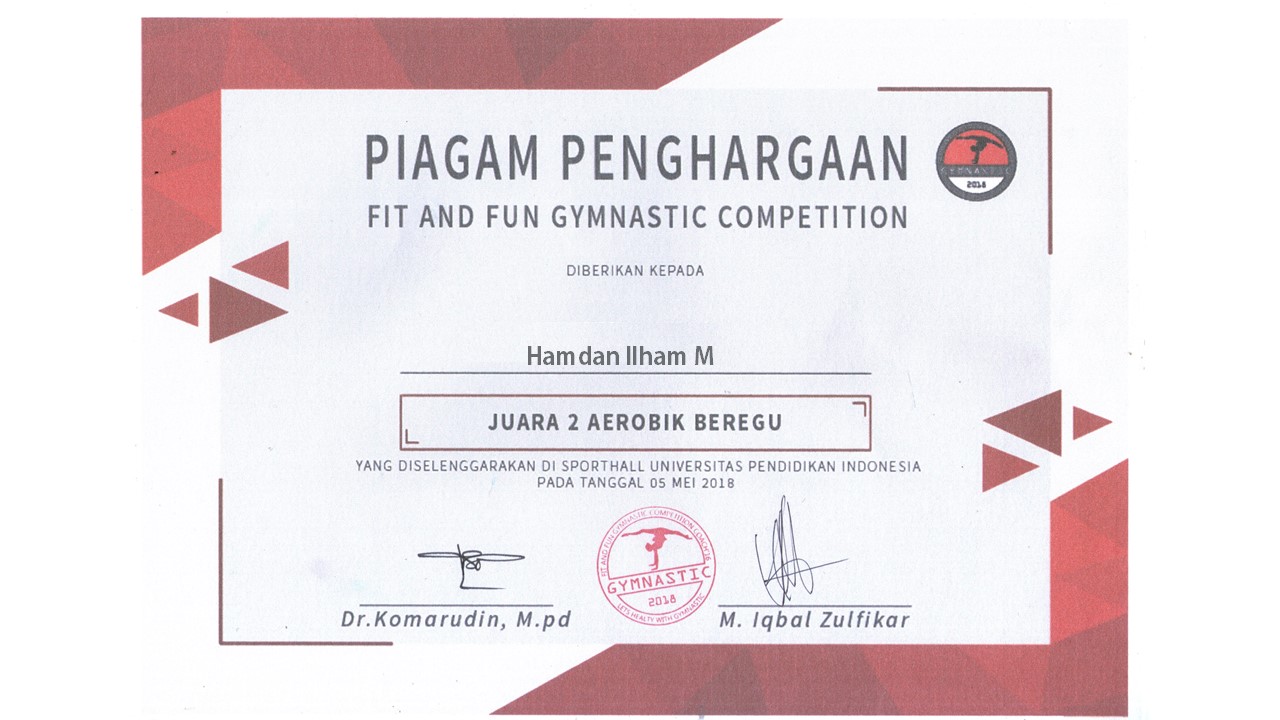 PIAGAM PENGHARGAAN
FIT AND FUN GYMNASTIC COMPETITION
GYMNASTIC
2018
DIBERIKAN KEPADA
Hamdan Ilham M
JUARA 2 AEROBIK BEREGU
YANG DISELENGGARAKAN DI SPORTHALL UNIVERSITAS PENDIDIKAN INDONESIA
PADA TANGGAL 05 MEI 2018
FIT AND FUN GYMNASTIC COMPETITION COACH'16
GYMNASTIC
2018
LETS HEALTY WITH GYMNASTIC
Dr.Komarudin, M.pd
M. Iqbal Zulfikar